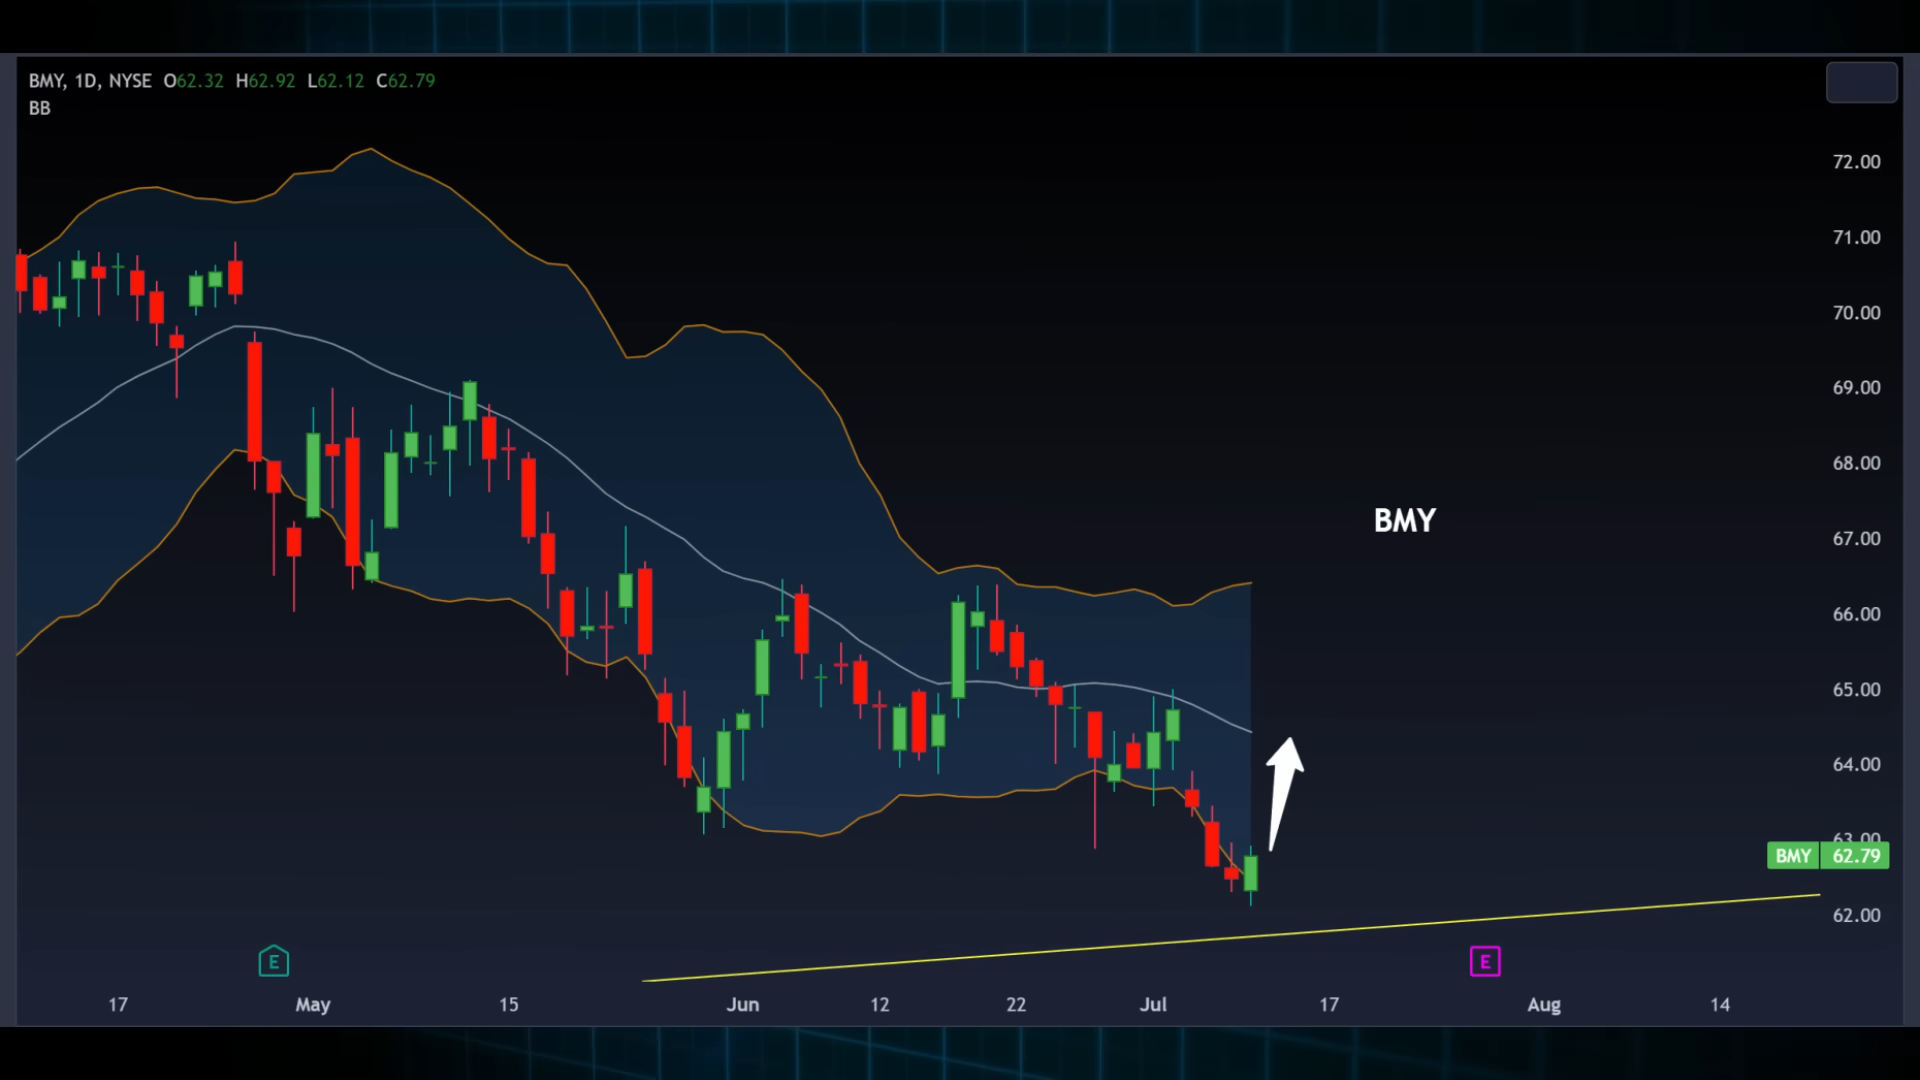 BMY, 1D, NYSE O62.32 H62.92 L62.12 C62.79
BB
72.00
71.00
70.00
69.00
68.00
BMY
67.00
66.00
65.00
64.00
63.00
BMY 62.79
62.00
E E
17 May 15 Jun 12 22 Jul 17 Aug 14